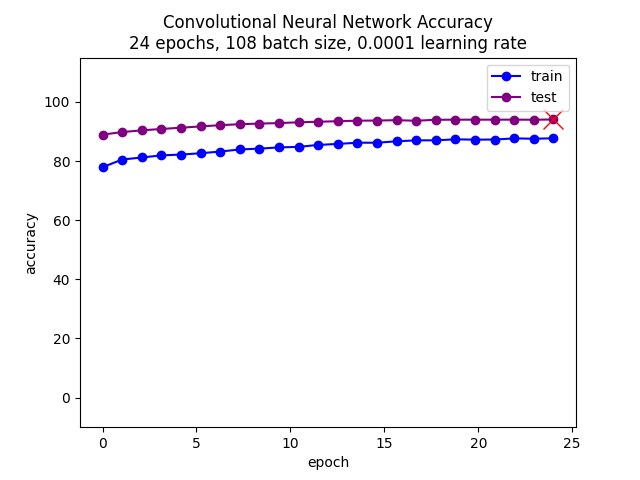 Convolutional Neural Network Accuracy
24 epochs, 108 batch size, 0.0001 learning rate
train
test
accuracy
100
80
60
40
20
0
0 5 10 15 20 25
epoch